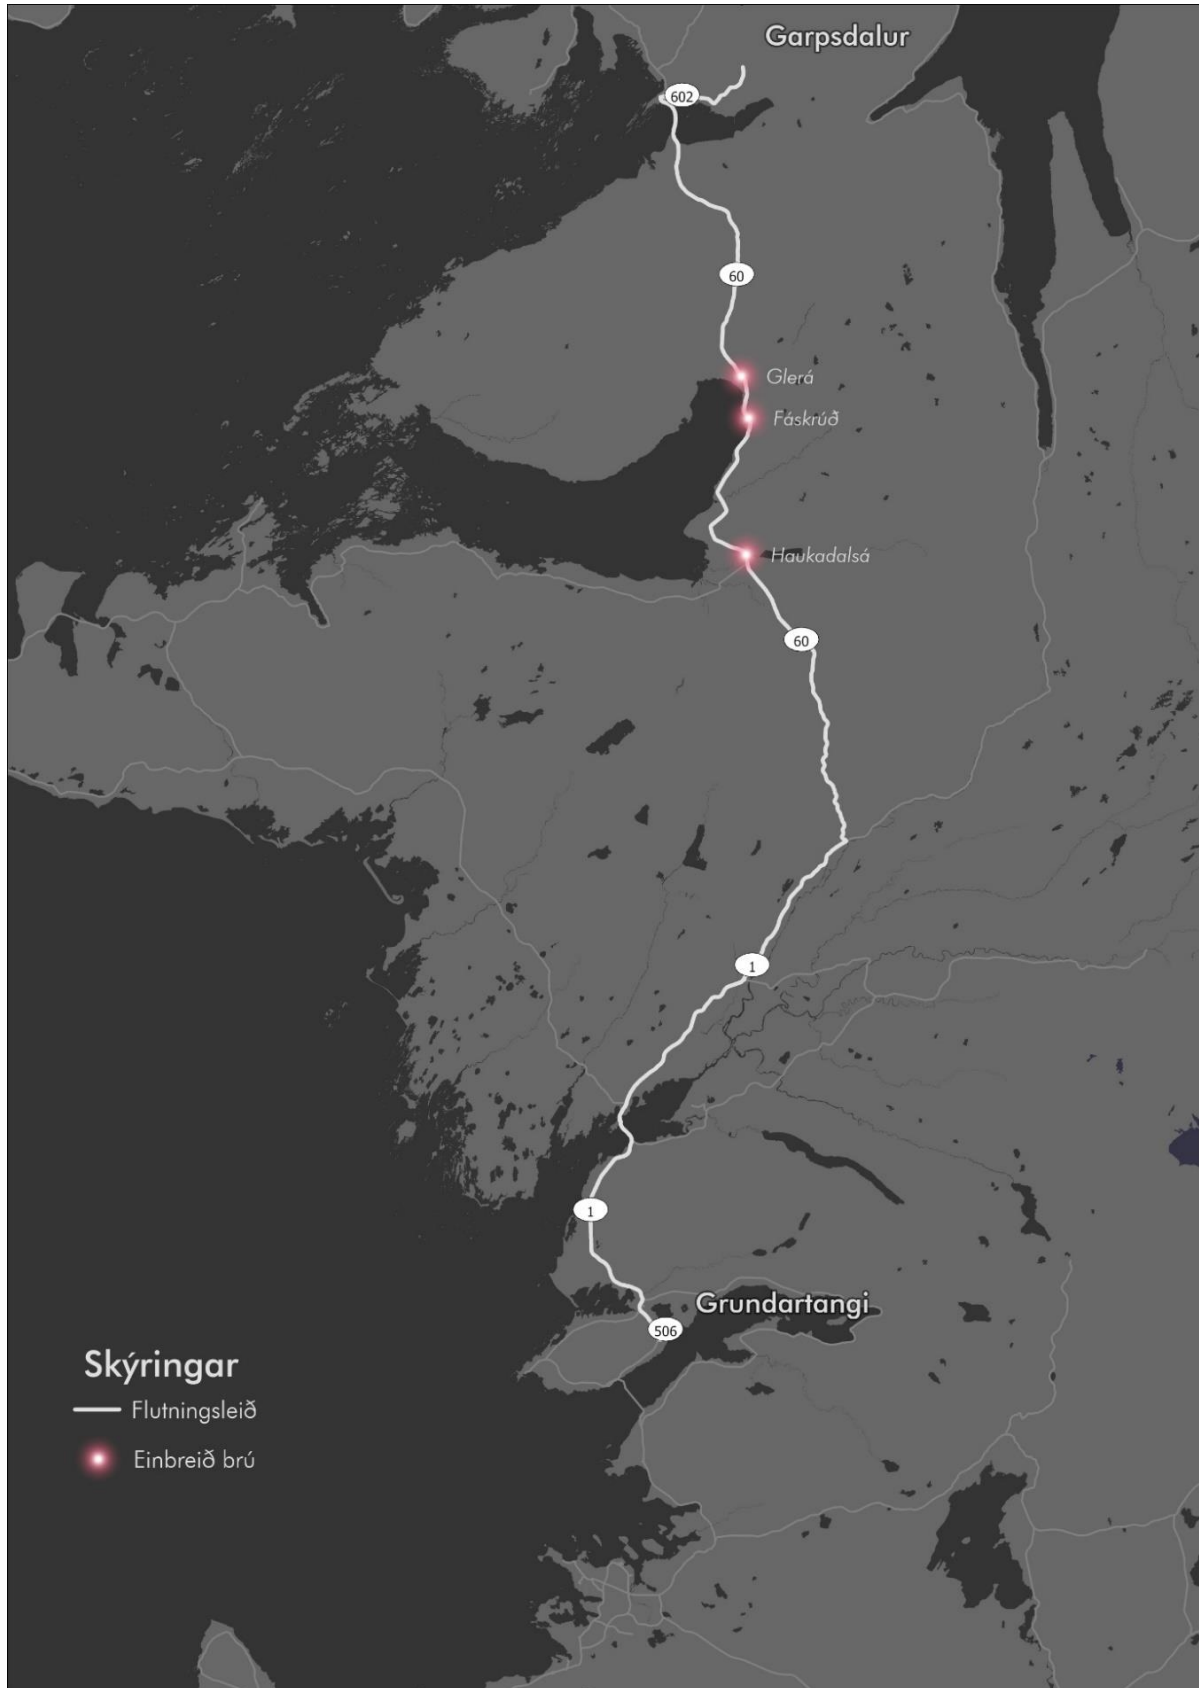 Garpsdalur
602
60
Glerá
Fáskrúð
Haukadalsá
60
1
1
Grundartangi
506
Skýringar
Flutningsleið
Einbreið brú